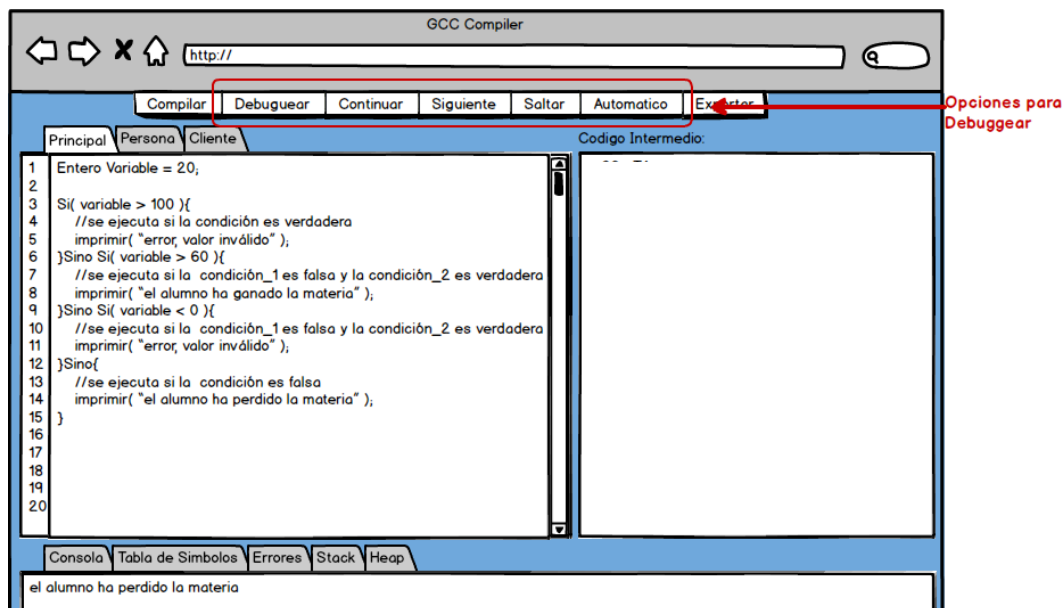 GCC Compiler
http://
Compilar Debuguear Continuar Siguiente Saltar Automatico
Opciones para
Debuggear
Principal Persona Cliente
Codigo Intermedio:
1 Entero Variable = 20;
2
3 Si( variable > 100 ){
4 //se ejecuta si la condición es verdadera
5 imprimir( “error, valor inválido” );
6 }Sino Si( variable > 60 ){
7 //se ejecuta si la condición_1 es falsa y la condición_2 es verdadera
8 imprimir( “el alumno ha ganado la materia” );
9 }Sino Si( variable < 0 ){
10 //se ejecuta si la condición_1 es falsa y la condición_2 es verdadera
11 imprimir( “error, valor inválido” );
12 }Sino{
13 //se ejecuta si la condición es falsa
14 imprimir( “el alumno ha perdido la materia” );
15 }
16
17
18
19
20
Consola Tabla de Simbolos Errores Stack Heap
el alumno ha perdido la materia